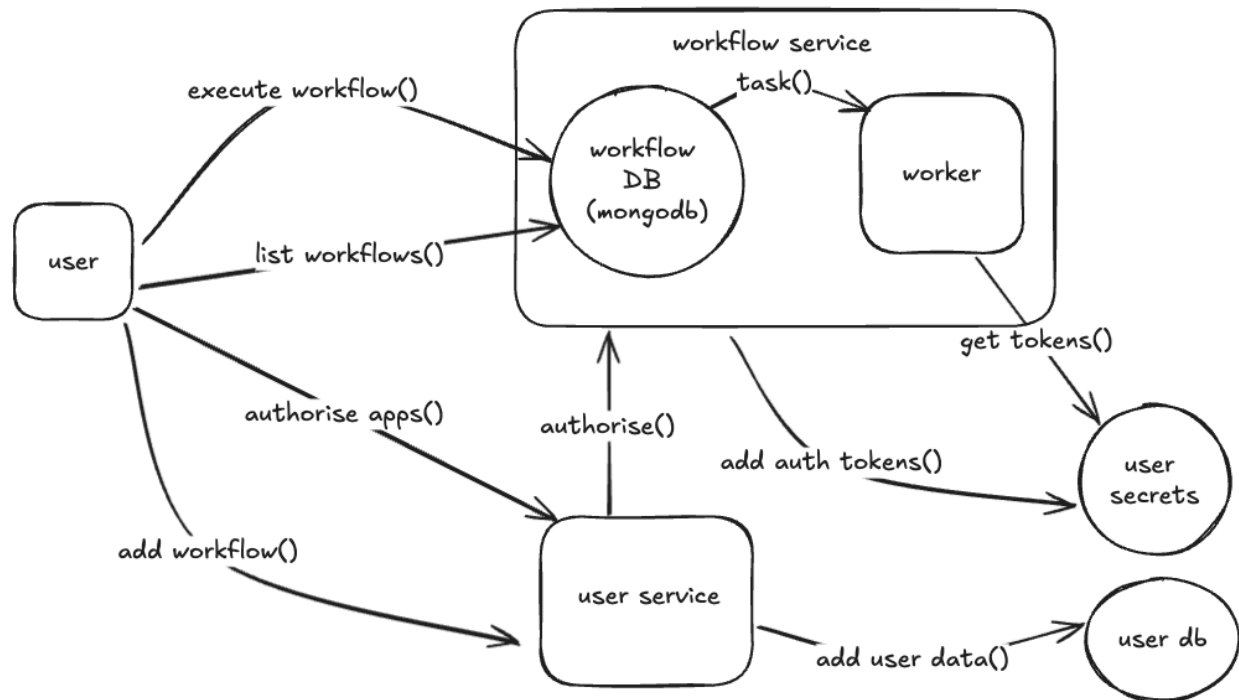 workflow service
execute workflow()
task()
workflow
DB
(mongodb)
worker
user
list workflows()
get tokens()
authorise apps()
authorise()
add auth tokens()
user
secrets
add workflow()
user service
user db
add user data()